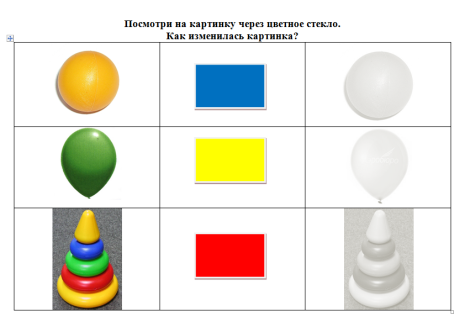 Посмотри на картинку через цветное стекло.
Как изменилась картинка?